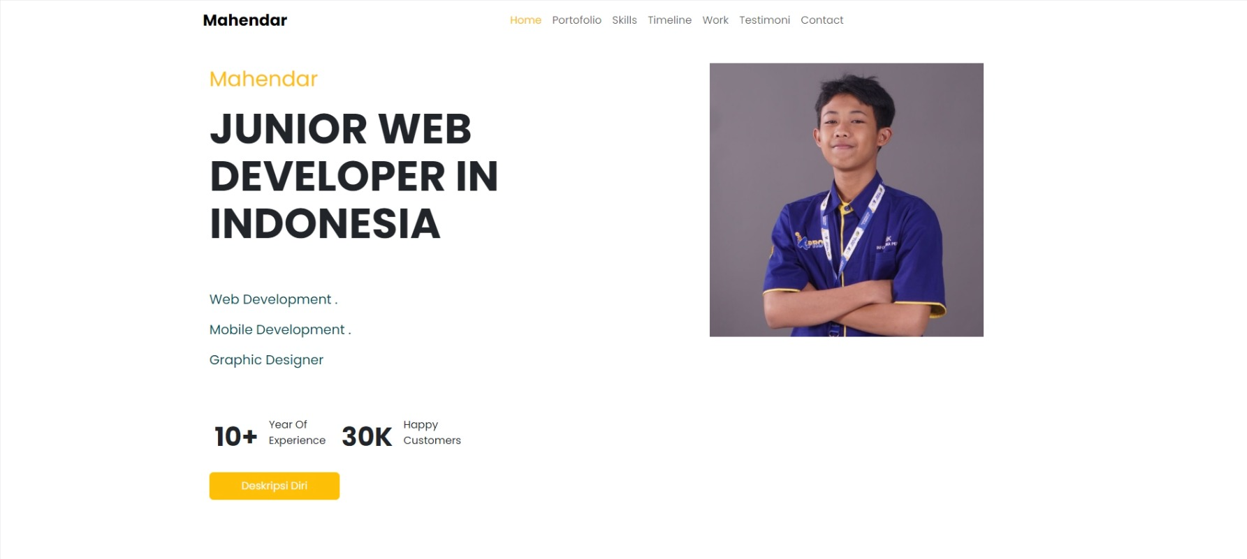 Mahendar
Home Portofolio Skills Timeline Work Testimoni Contact
Mahendar
JUNIOR WEB
DEVELOPER IN
INDONESIA
Web Development .
Mobile Development .
Graphic Designer
10+ Year Of
Experience
30K Happy
Customers
Deskripsi Diri